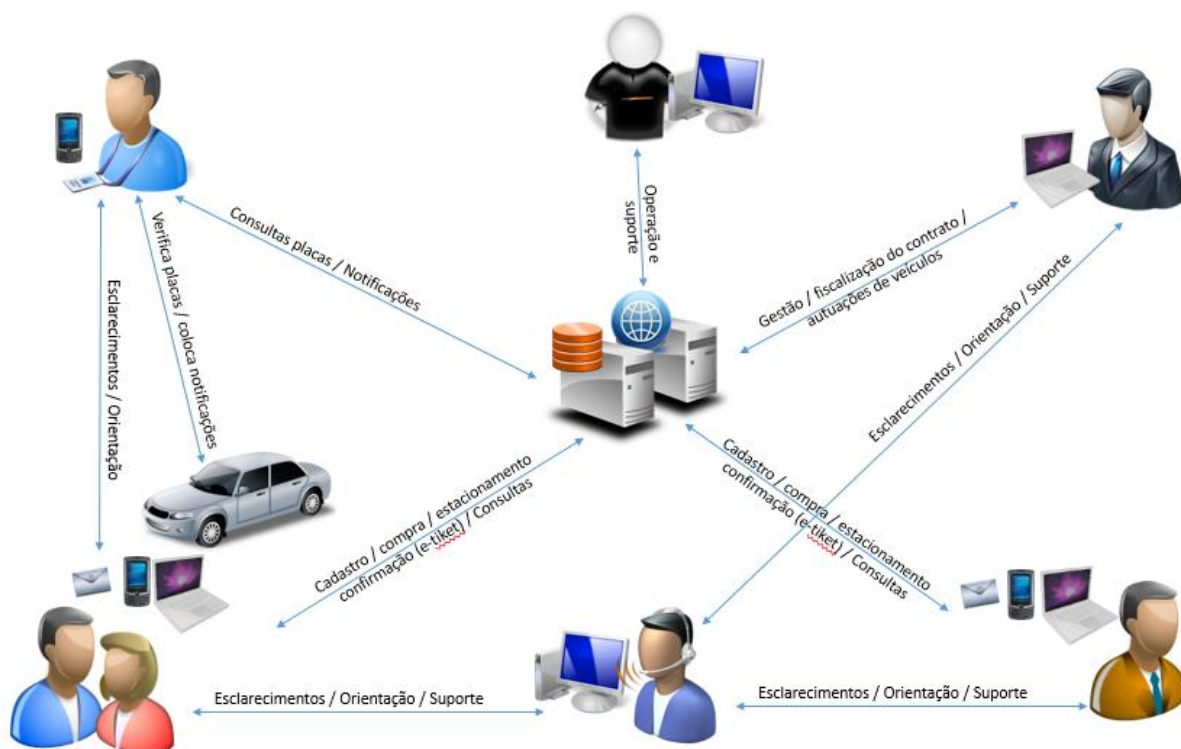 Operação e
suporte
Consultas placas / Notificações
Verifica placas / coloca notificações
Esclarecimentos / Orientação
Gestão / fiscalização do contrato /
autuações de veículos
Esclarecimentos / Orientação / Suporte
Cadastro / compra / estacionamento
confirmação (e-tiket) / Consultas
Cadastro / compra / estacionamento
confirmação (e-tiket) / Consultas
Esclarecimentos / Orientação / Suporte
Esclarecimentos / Orientação / Suporte